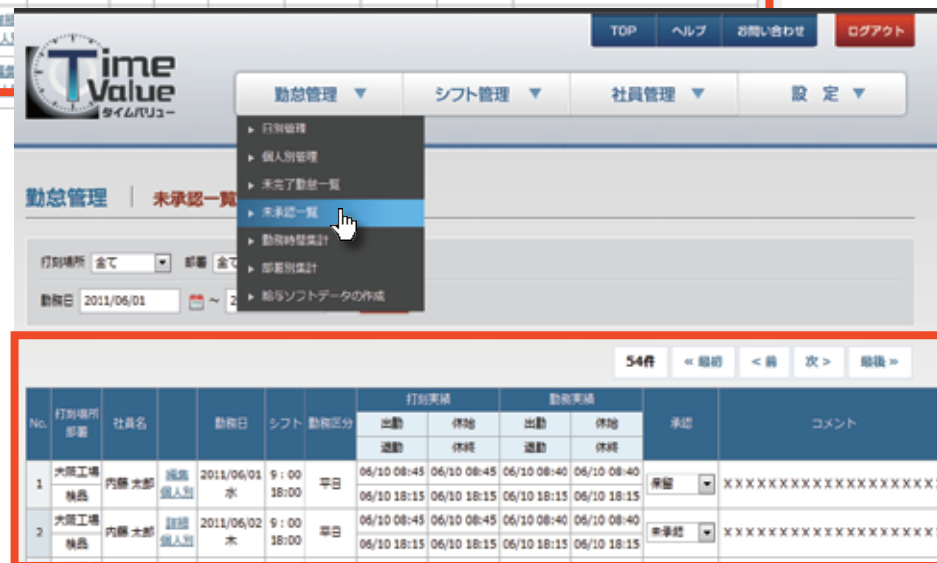 TOP ヘルプ お問い合わせ ログアウト
Time Value
タイムバリュー
勤怠管理 ▼ シフト管理 ▼ 社員管理 ▼ 設 定 ▼
▶ 日別管理
▶ 個人別管理
▶ 未完了勤怠一覧
▶ 未承認一覧
▶ 勤務時間集計
▶ 部署別集計
▶ 給与ソフトデータの作成
勤怠管理 | 未承認一覧
打刻場所 全て 部署 全て
勤務日 2011/06/01 ～ 2
54件 « 最初 < 前 次 > 最後 »
打刻実績 勤務実績
No. 打刻場所 部署 社員名 勤務日 シフト 勤務区分 出勤 休始 出勤 休始 承認 コメント
退勤 休終 退勤 休終
1 大阪工場 内藤 太郎 編集 2011/06/01 9：00 平日 06/10 08:45 06/10 08:45 06/10 08:40 06/10 08:40 保留 XXXXXXXXXXXXXXXXXXX
検品 個人別 水 18:00 06/10 18:15 06/10 18:15 06/10 18:15 06/10 18:15
2 大阪工場 内藤 太郎 詳細 2011/06/02 9：00 平日 06/10 08:45 06/10 08:45 06/10 08:40 06/10 08:40 未承認 XXXXXXXXXXXXXXXXXXX
検品 個人別 木 18:00 06/10 18:15 06/10 18:15 06/10 18:15 06/10 18:15